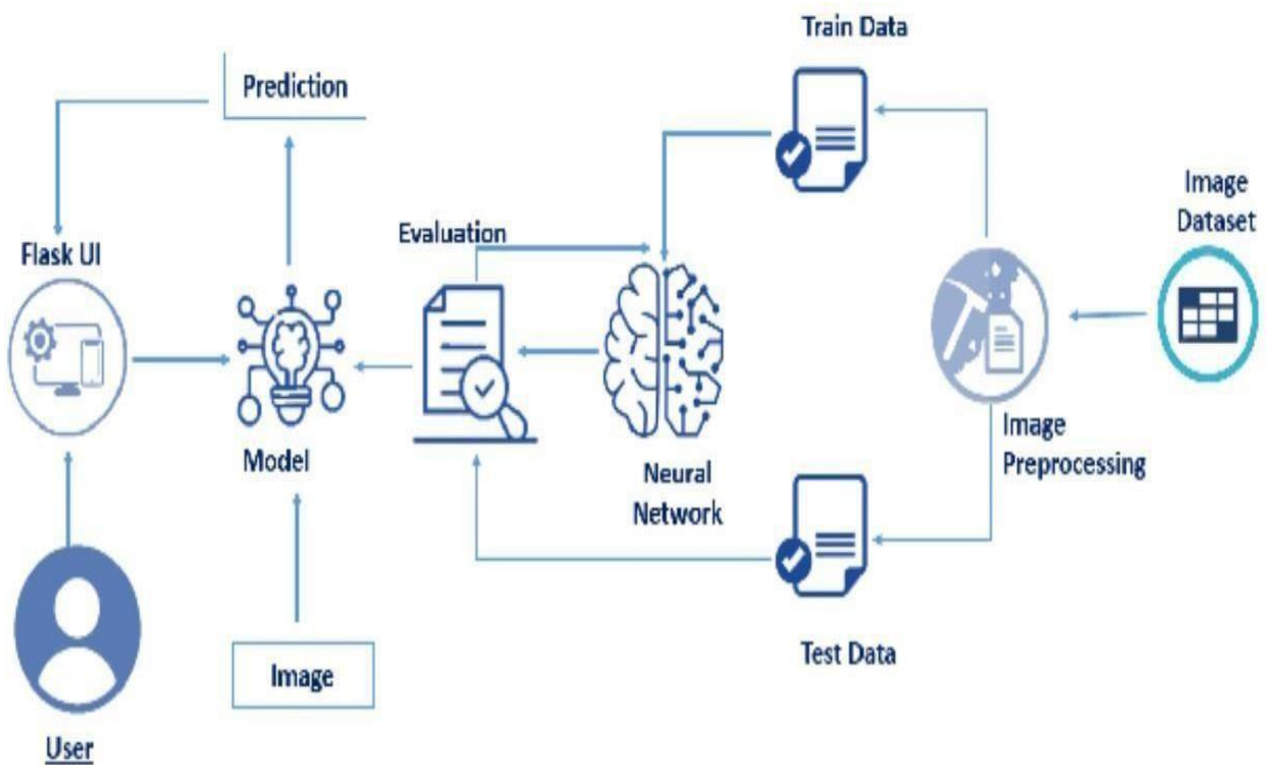 Train Data
Prediction
Image
Dataset
Evaluation
Flask UI
Image
Preprocessing
Model
Neural
Network
Test Data
Image
User